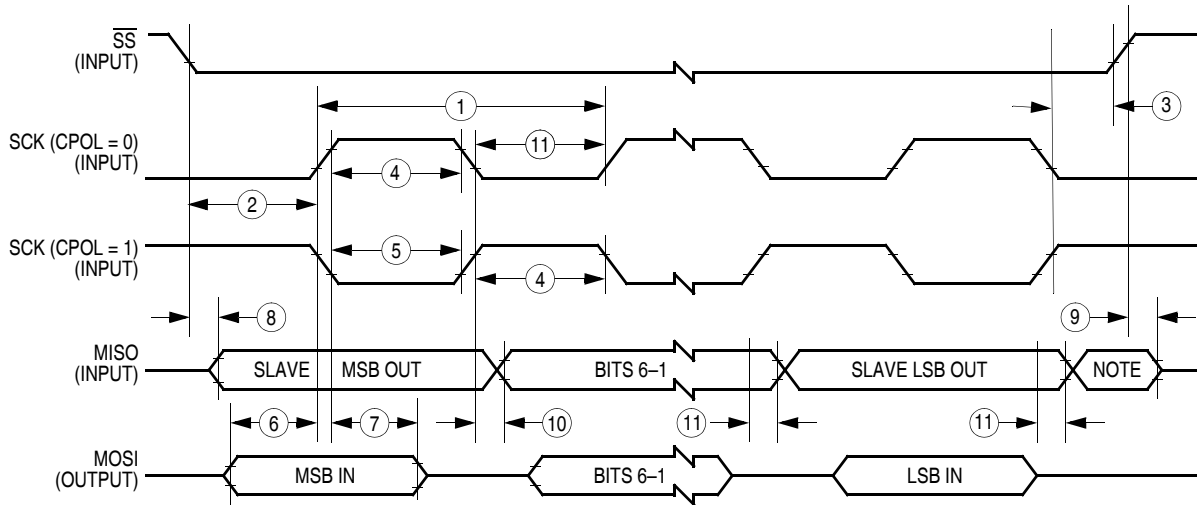 SS
(INPUT)
1
3
SCK (CPOL = 0)
(INPUT)
11
4
2
SCK (CPOL = 1)
(INPUT)
5
4
8
9
MISO
(INPUT)
SLAVE MSB OUT
BITS 6–1
SLAVE LSB OUT
NOTE
6
7
10
11
11
MOSI
(OUTPUT)
MSB IN
BITS 6–1
LSB IN